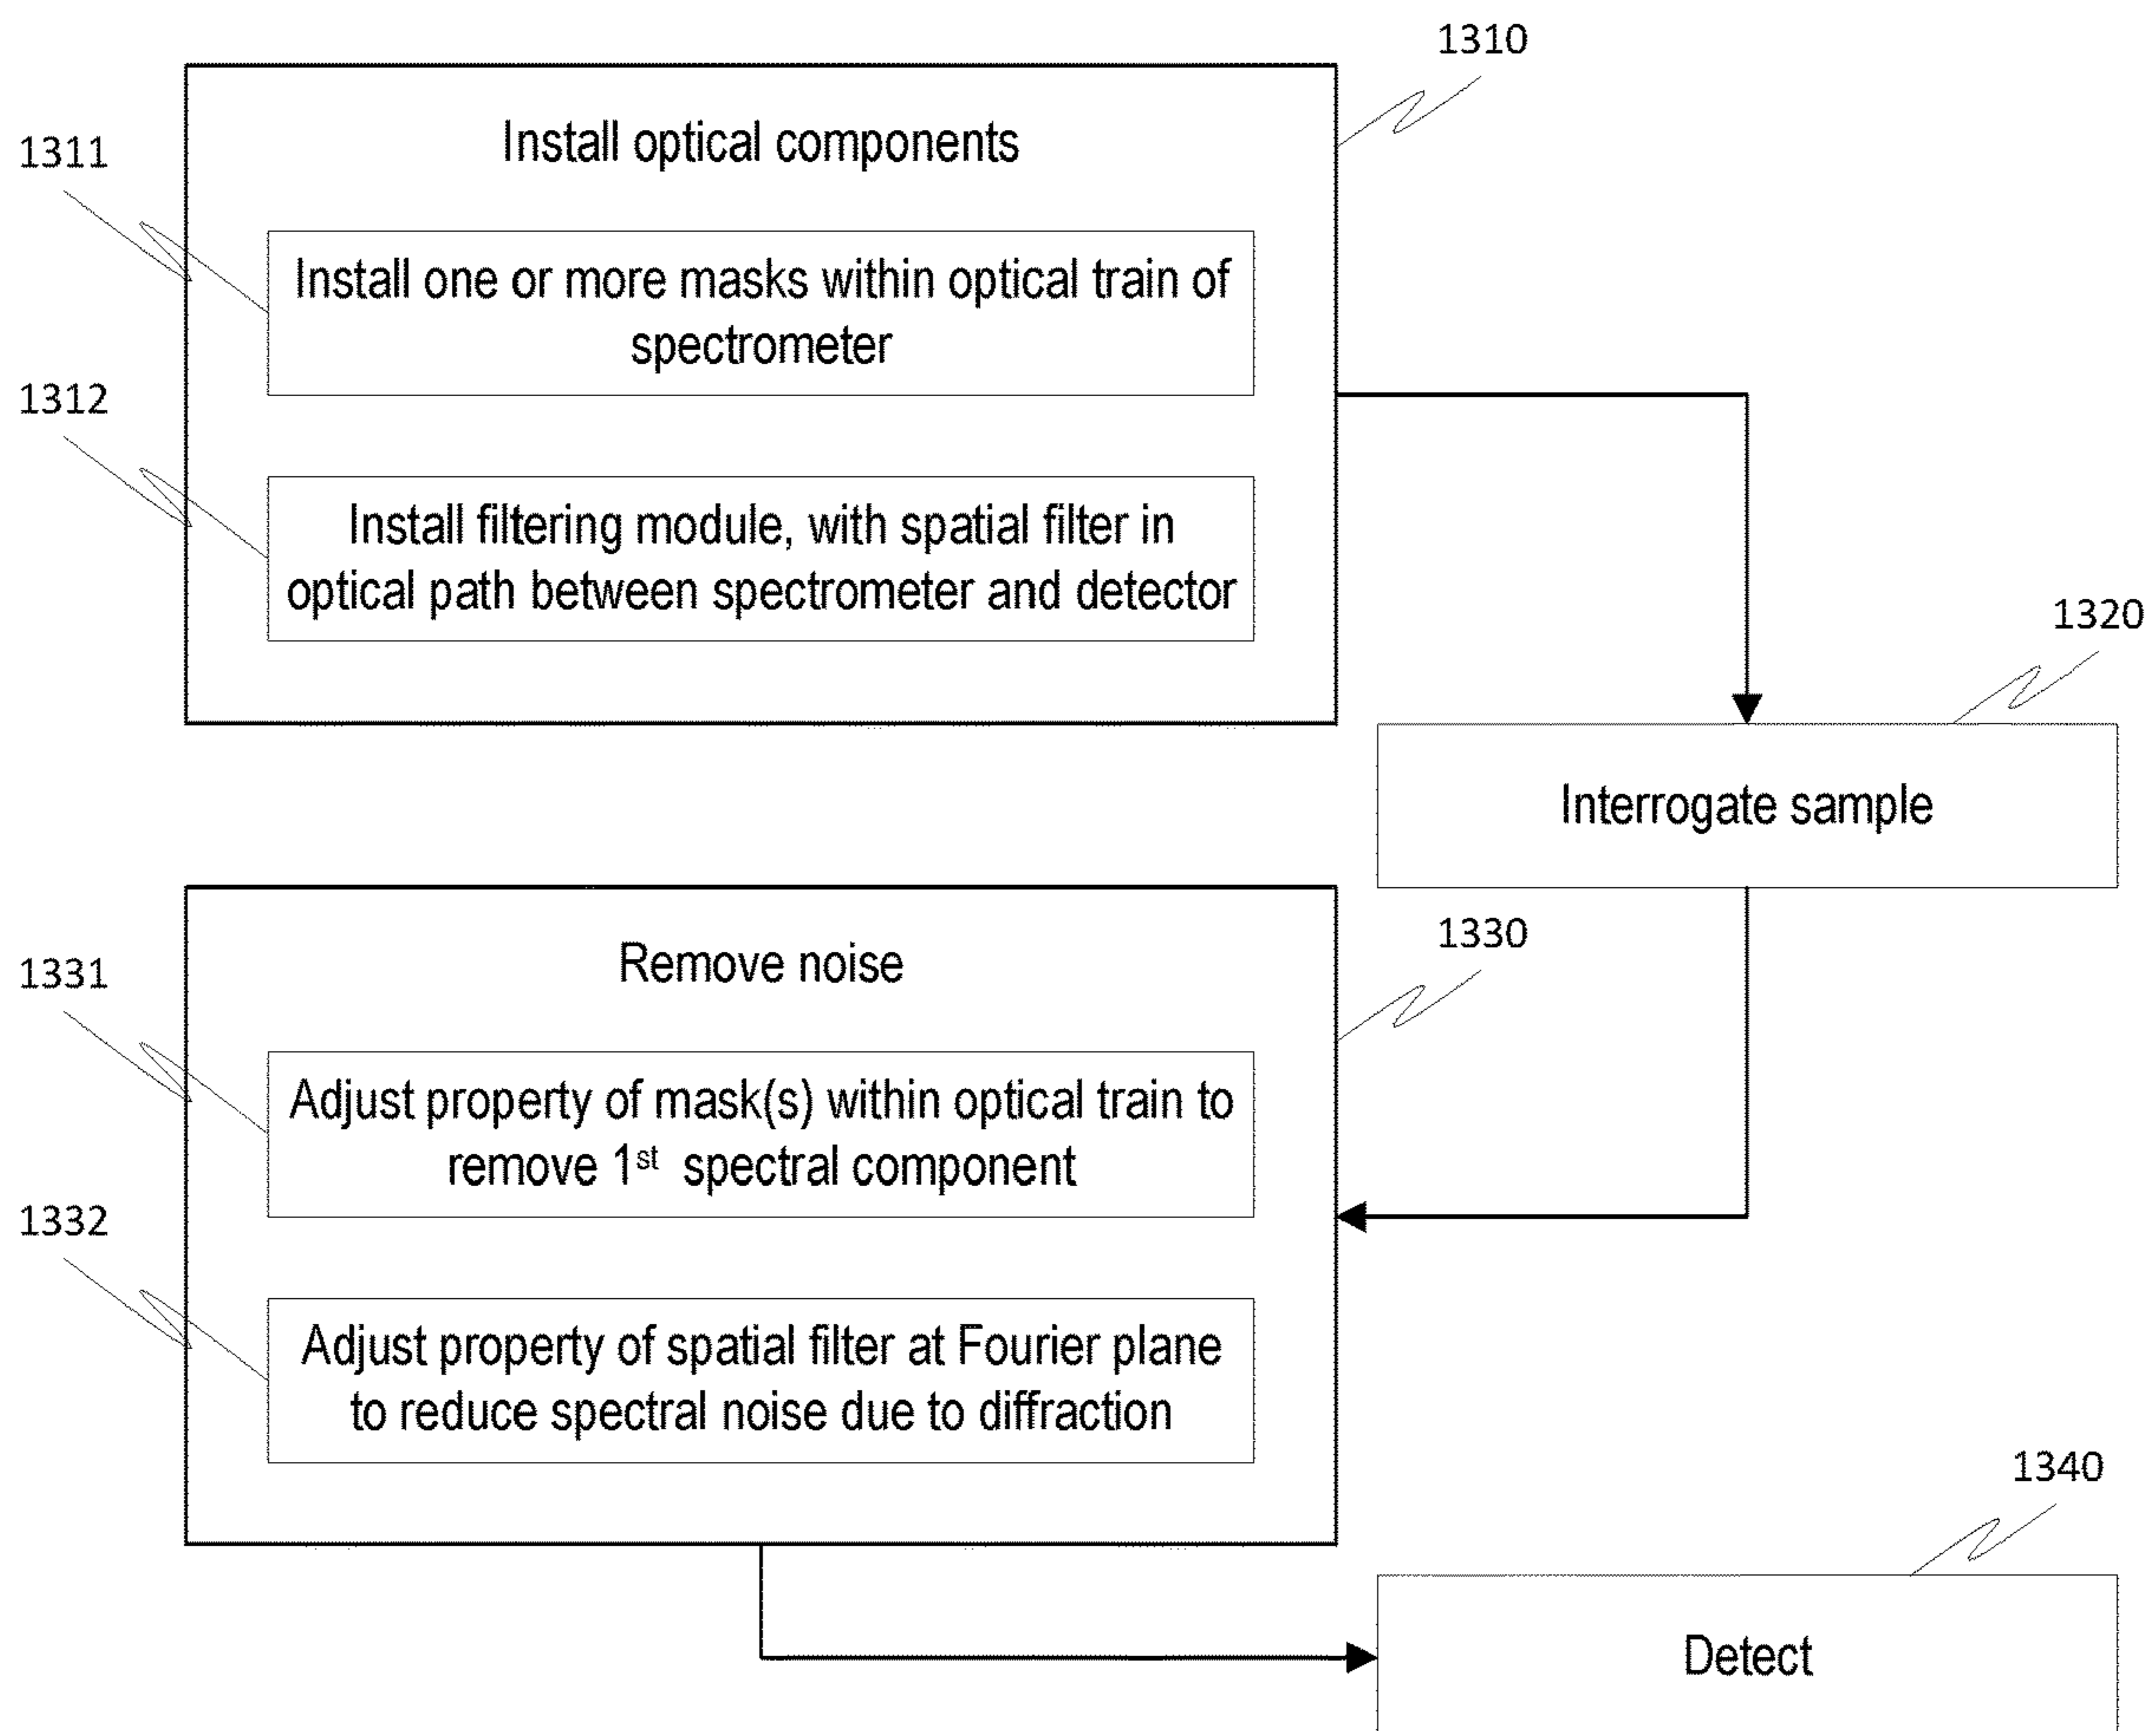 1310
Install optical components
1311
Install one or more masks within optical train of
spectrometer
1312
Install filtering module, with spatial filter in
optical path between spectrometer and detector
1320
Interrogate sample
1330
Remove noise
1331
Adjust property of mask(s) within optical train to
remove 1st spectral component
1332
Adjust property of spatial filter at Fourier plane
to reduce spectral noise due to diffraction
1340
Detect